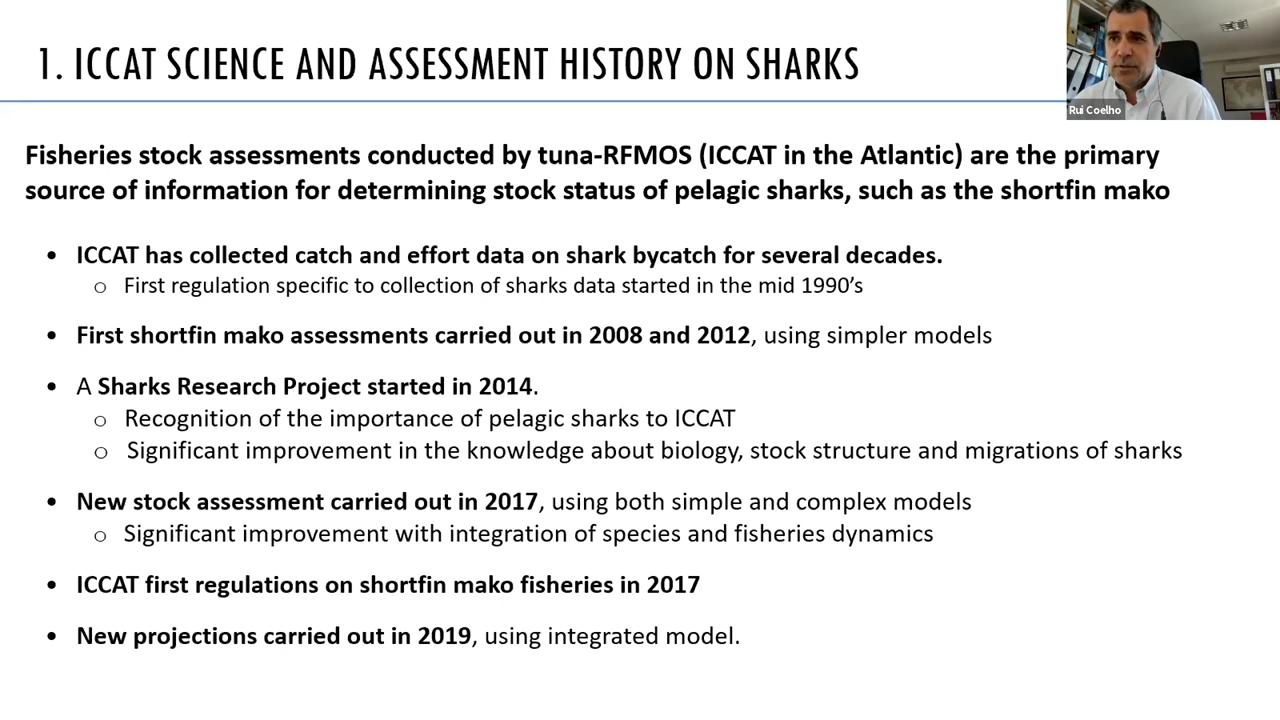 1. ICCAT SCIENCE AND ASSESSMENT HISTORY ON SHARKS
Rui Coelho
Fisheries stock assessments conducted by tuna-RFMOS (ICCAT in the Atlantic) are the primary
source of information for determining stock status of pelagic sharks, such as the shortfin mako
• ICCAT has collected catch and effort data on shark bycatch for several decades.
o First regulation specific to collection of sharks data started in the mid 1990's
• First shortfin mako assessments carried out in 2008 and 2012, using simpler models
• A Sharks Research Project started in 2014.
o Recognition of the importance of pelagic sharks to ICCAT
o Significant improvement in the knowledge about biology, stock structure and migrations of sharks
• New stock assessment carried out in 2017, using both simple and complex models
o Significant improvement with integration of species and fisheries dynamics
• ICCAT first regulations on shortfin mako fisheries in 2017
• New projections carried out in 2019, using integrated model.